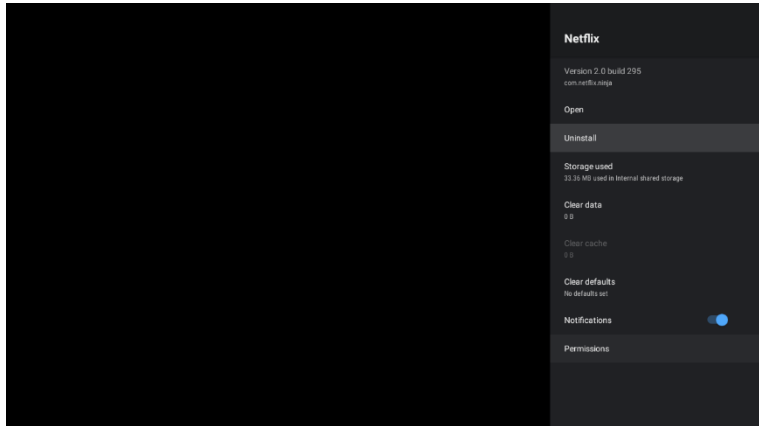 Netflix
Version 2.0 build 295
com.netflix.ninja
Open
Uninstall
Storage used
33.36 MB used in Internal shared storage
Clear data
0 B
Clear cache
0 B
Clear defaults
No defaults set
Notifications
Permissions